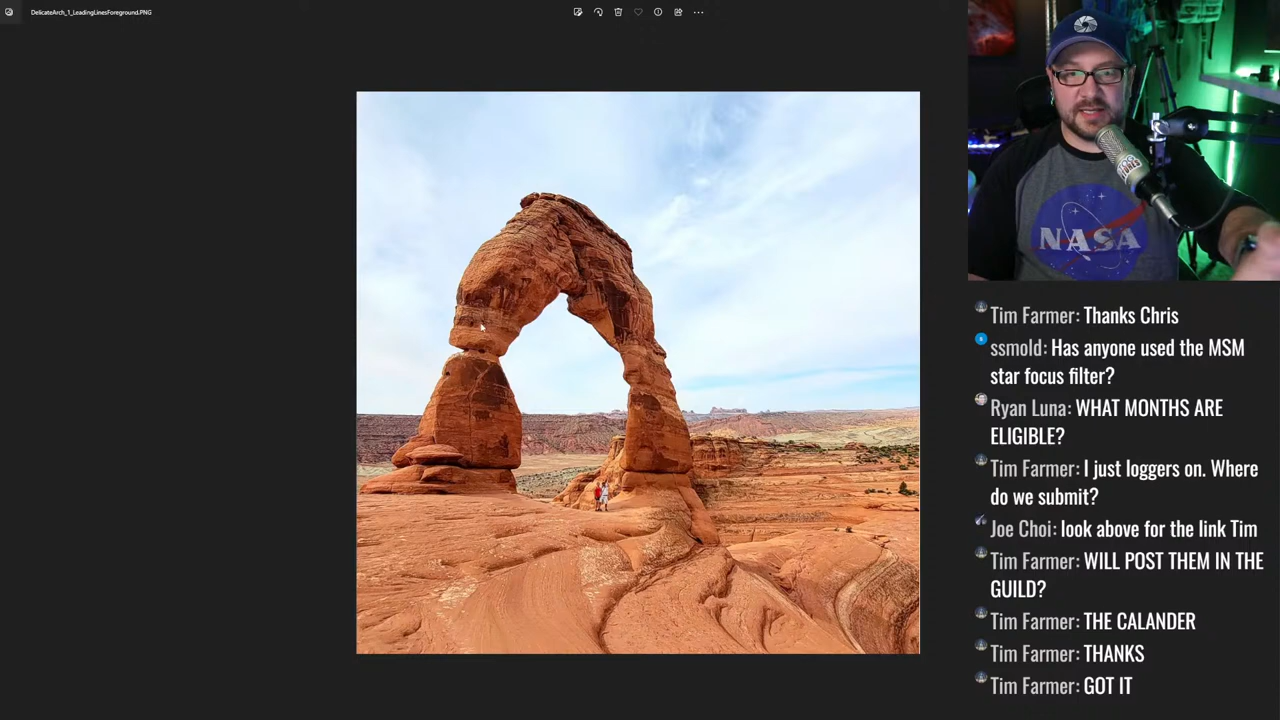 DelicateArch_1_LeadingLinesForeground.PNG
NASA
Tim Farmer: Thanks Chris
ssmold: Has anyone used the MSM
star focus filter?
Ryan Luna: WHAT MONTHS ARE
ELIGIBLE?
Tim Farmer: I just loggers on. Where
do we submit?
Joe Choi: look above for the link Tim
Tim Farmer: WILL POST THEM IN THE
GUILD?
Tim Farmer: THE CALANDER
Tim Farmer: THANKS
Tim Farmer: GOT IT